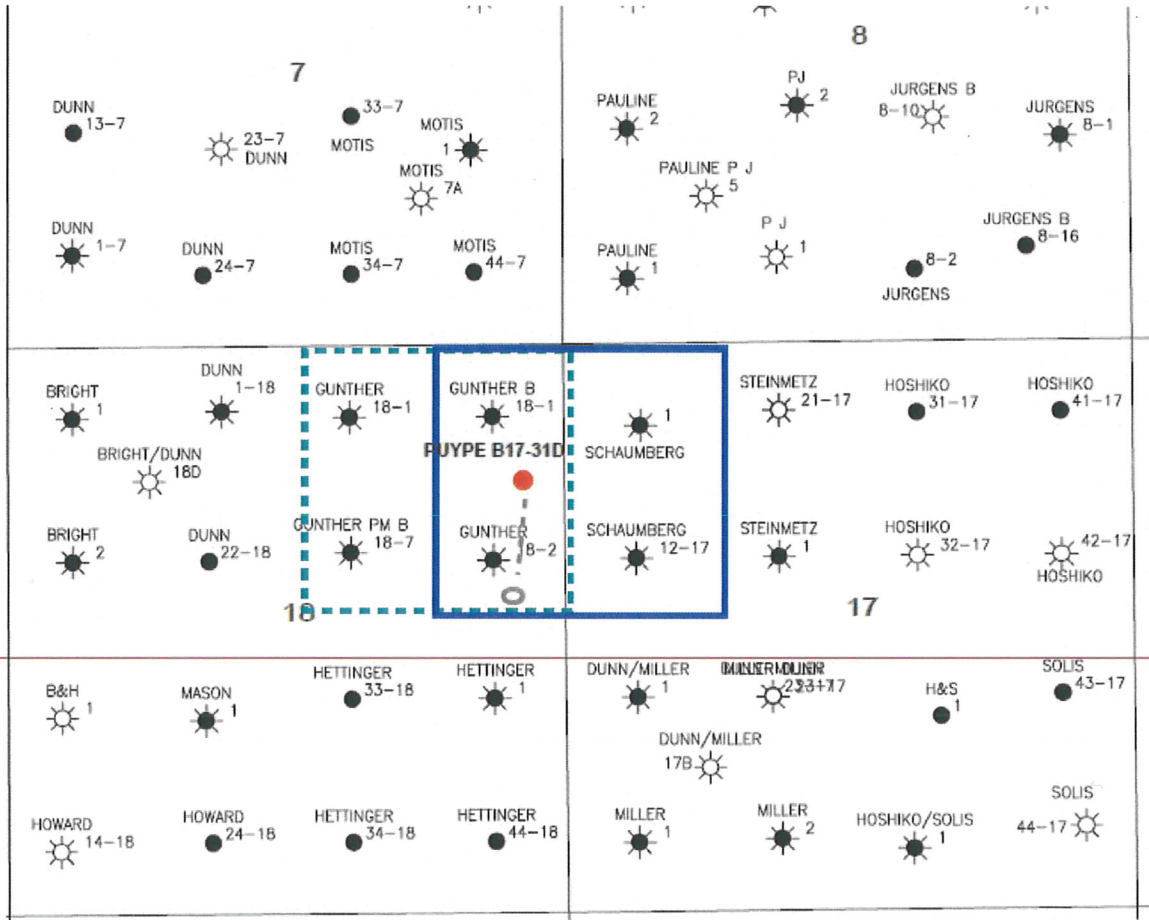 8
7
DUNN
13-7
23-7
DUNN
33-7
MOTIS
MOTIS
1
MOTIS
7A
PAULINE
2
PJ
2
JURGENS B
8-10
JURGENS
8-1
PAULINE P J
5
DUNN
1-7
DUNN
24-7
MOTIS
34-7
MOTIS
44-7
PAULINE
1
P J
1
8-2
JURGENS
JURGENS B
8-16
BRIGHT
1
DUNN
1-18
GUNTHER
18-1
GUNTHER B
18-1
1
SCHAUMBERG
STEINMETZ
21-17
HOSHIKO
31-17
HOSHIKO
41-17
BRIGHT/DUNN
18D
PUYPE B17-31D
BRIGHT
2
DUNN
22-18
GUNTHER PM B
18-7
GUNTHER
18-2
SCHAUMBERG
12-17
STEINMETZ
1
HOSHIKO
32-17
42-17
HOSHIKO
18
17
B&H
1
MASON
1
HETTINGER
33-18
HETTINGER
1
DUNN/MILLER
1
H&S
1
SOLIS
43-17
DUNN/MILLER
17B
HOWARD
14-18
HOWARD
24-18
HETTINGER
34-18
HETTINGER
44-18
MILLER
1
MILLER
2
HOSHIKO/SOLIS
1
SOLIS
44-17